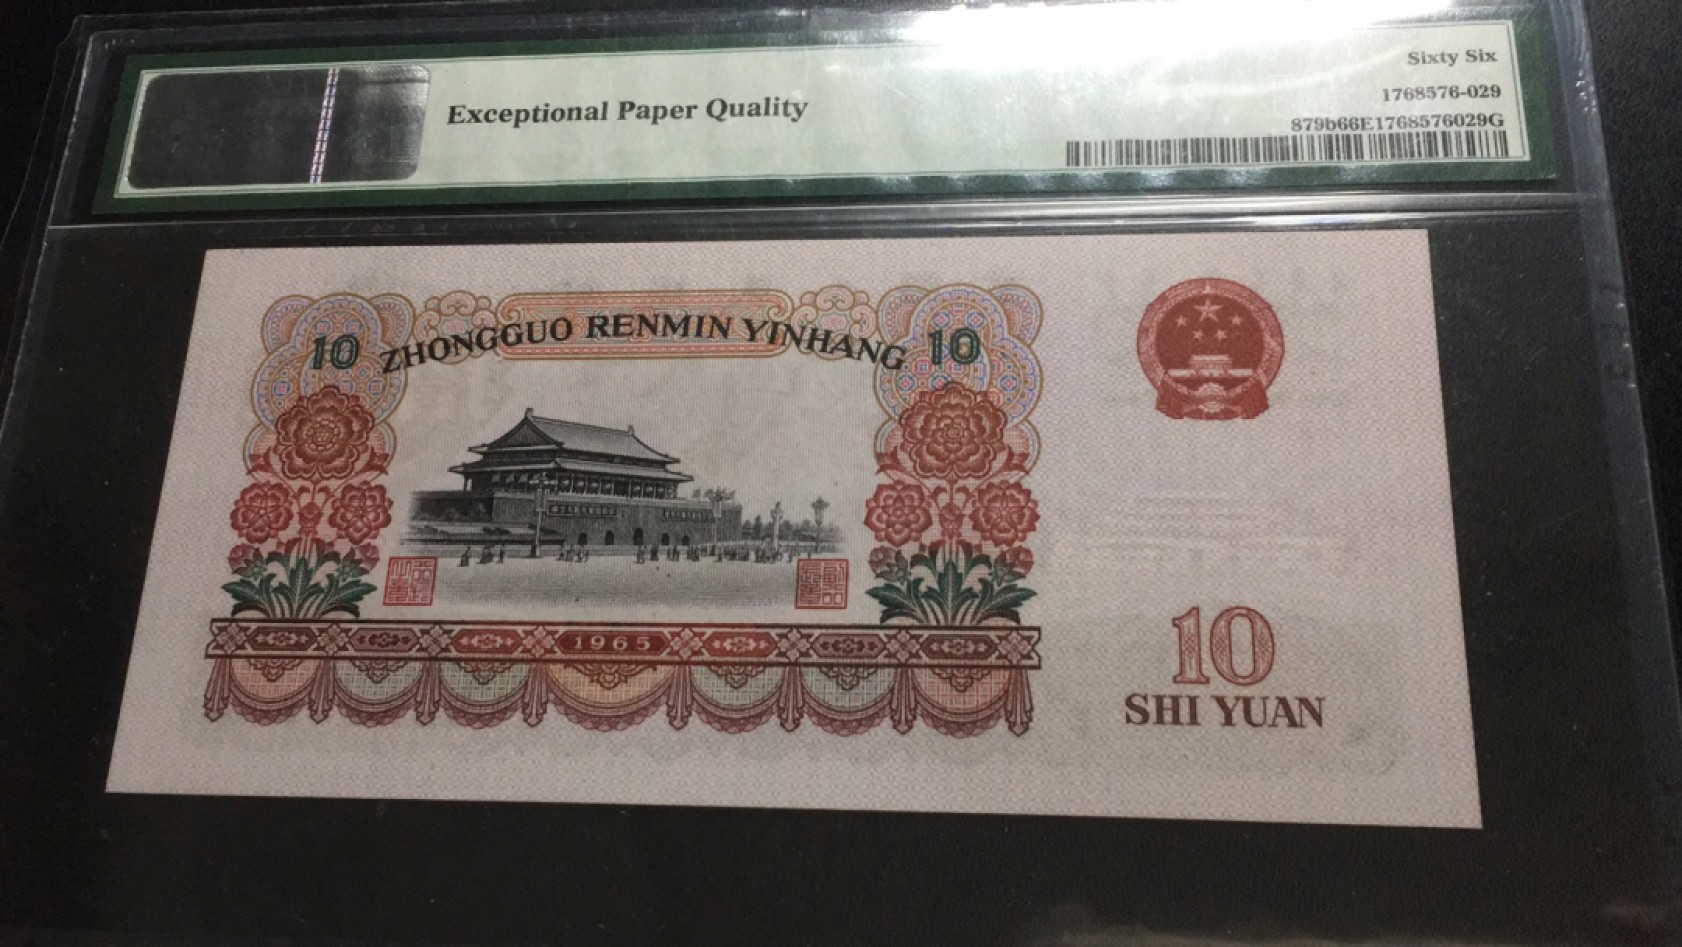 Sixty Six
1768576-029
Exceptional Paper Quality
879b66E1768576029G
10 ZHONGGUO RENMIN YINHANG 10
1965
10
SHI YUAN